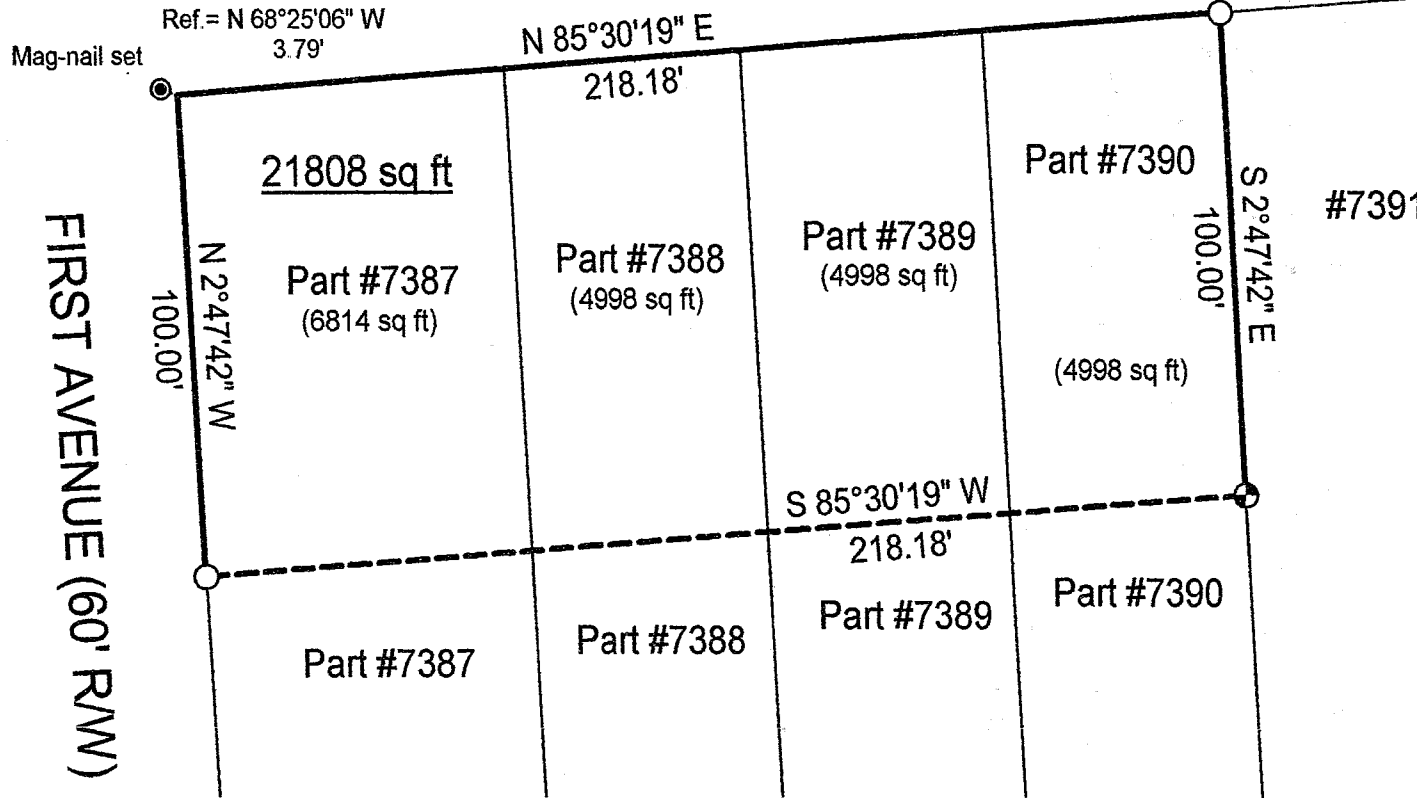 Ref.= N 68°25'06" W
3.79'
Mag-nail set
N 85°30'19" E
218.18'
21808 sq ft
Part #7387
(6814 sq ft)
Part #7388
(4998 sq ft)
Part #7389
(4998 sq ft)
Part #7390
(4998 sq ft)
S 2°47'42" E
100.00'
#7391
N 2°47'42" W
100.00'
FIRST AVENUE (60' R/W)
S 85°30'19" W
218.18'
Part #7387
Part #7388
Part #7389
Part #7390